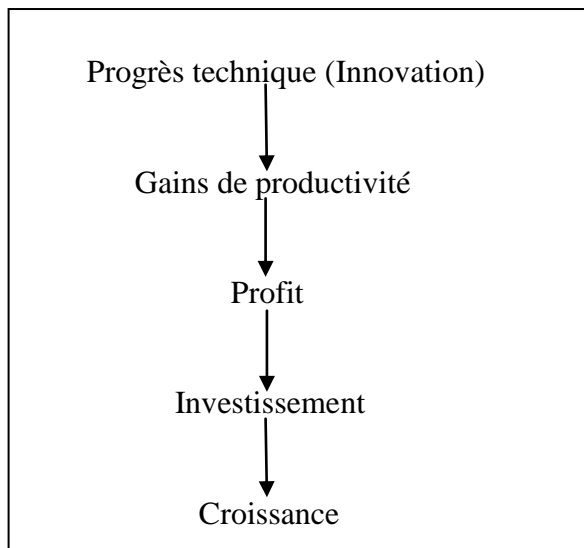 Progrès technique (Innovation)
Gains de productivité
Profit
Investissement
Croissance